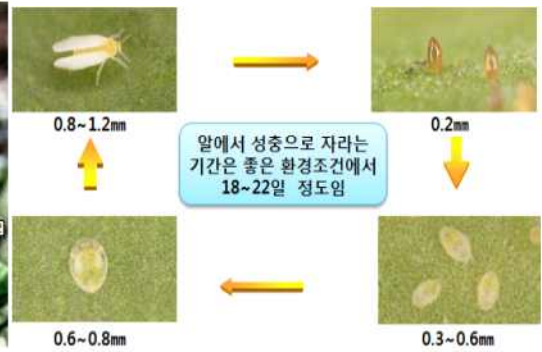 0.8~1.2㎜
0.2㎜
알에서 성충으로 자라는
기간은 좋은 환경조건에서
18~22일 정도임
0.6~0.8㎜
0.3~0.6㎜